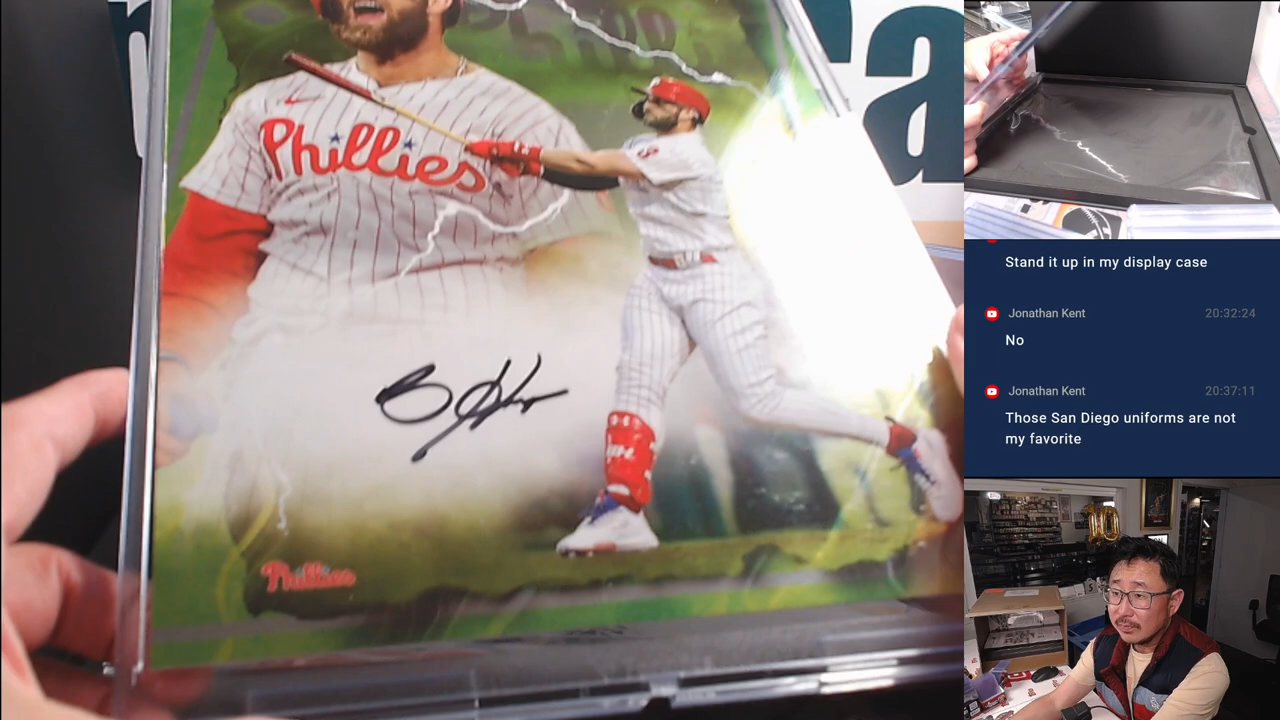 Phillies
Phillies
Stand it up in my display case
Jonathan Kent 20:32:24
No
Jonathan Kent 20:37:11
Those San Diego uniforms are not
my favorite
10